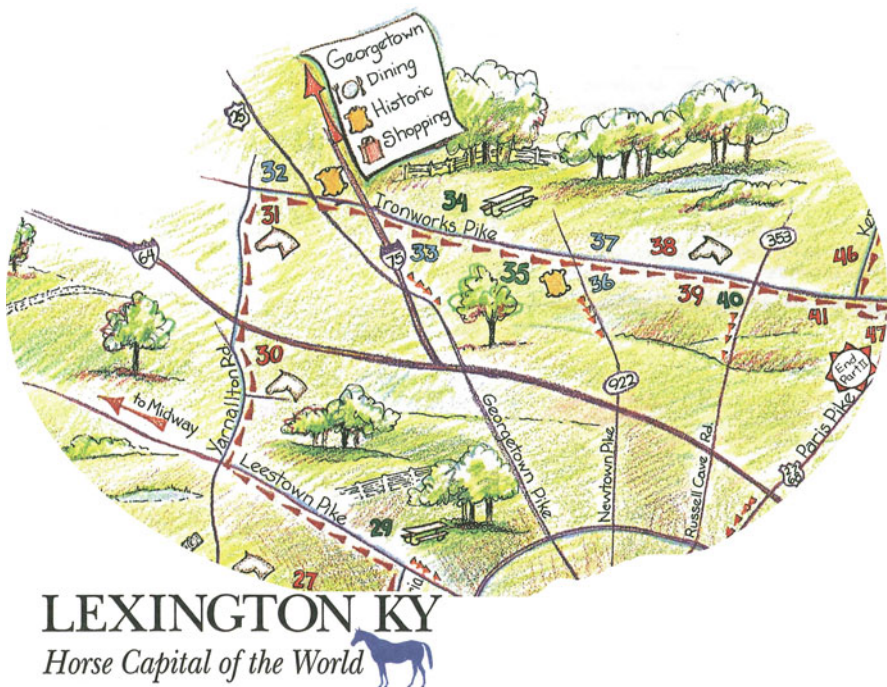 Georgetown
Dining
Historic
Shopping
25
32
Ironworks Pike
34
31
33
37
38
353
46
64
75
35
36
39
40
41
47
30
End
Part II
922
to Midway
Yarnallton Rd.
Georgetown Pike
Newtown Pike
Russell Cave Rd.
Paris Pike
Leestown Pike
29
27
LEXINGTON KY
Horse Capital of the World